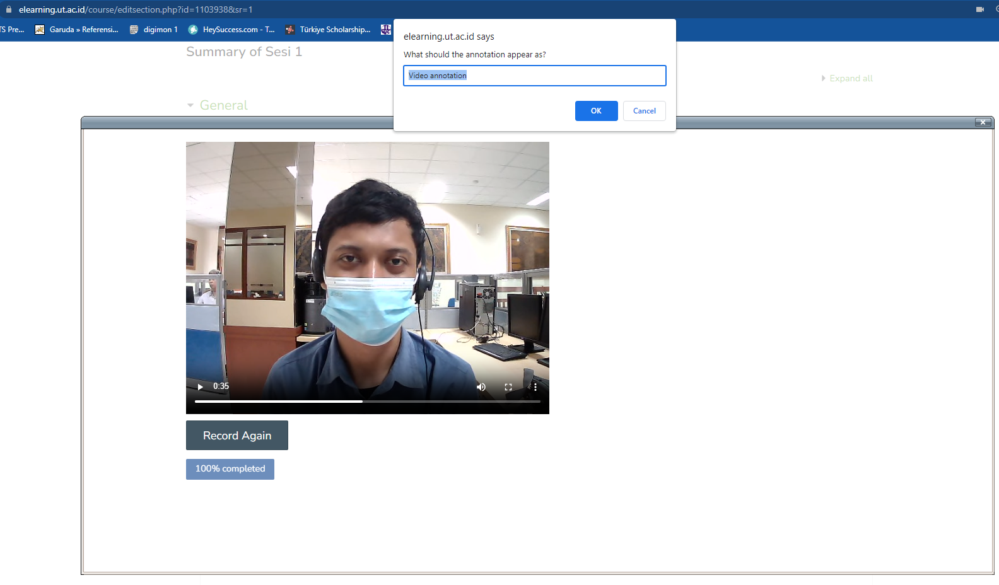 elearning.ut.ac.id/course/editsection.php?id=1103938&sr=1
TS Pre...
Garuda » Referensi...
digimon 1
HeySuccess.com - T...
Türkiye Scholarship...
elearning.ut.ac.id says
What should the annotation appear as?
Video annotation
OK
Cancel
Summary of Sesi 1
Expand all
General
0:35
Record Again
100% completed